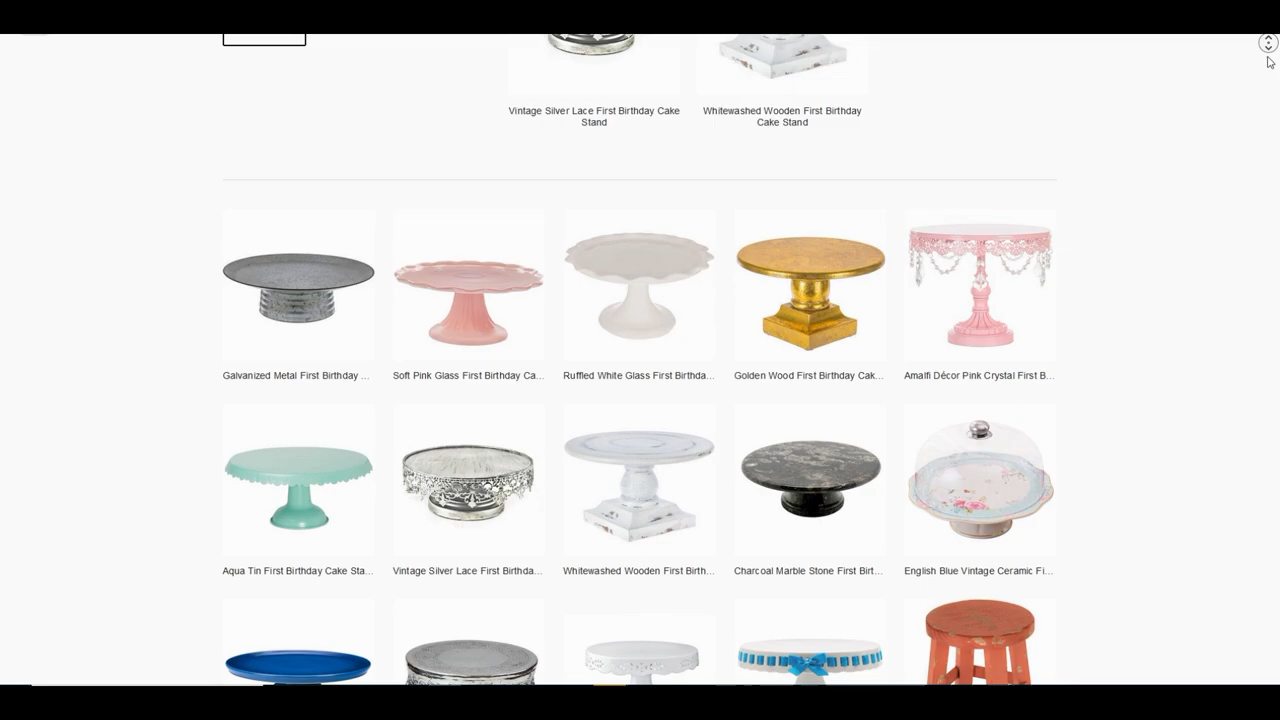 Vintage Silver Lace First Birthday Cake
Stand
Whitewashed Wooden First Birthday
Cake Stand
Galvanized Metal First Birthday ...
Soft Pink Glass First Birthday Ca...
Ruffled White Glass First Birthda...
Golden Wood First Birthday Cak...
Amalfi Décor Pink Crystal First B...
Aqua Tin First Birthday Cake Sta...
Vintage Silver Lace First Birthda...
Whitewashed Wooden First Birth...
Charcoal Marble Stone First Birt...
English Blue Vintage Ceramic Fi...